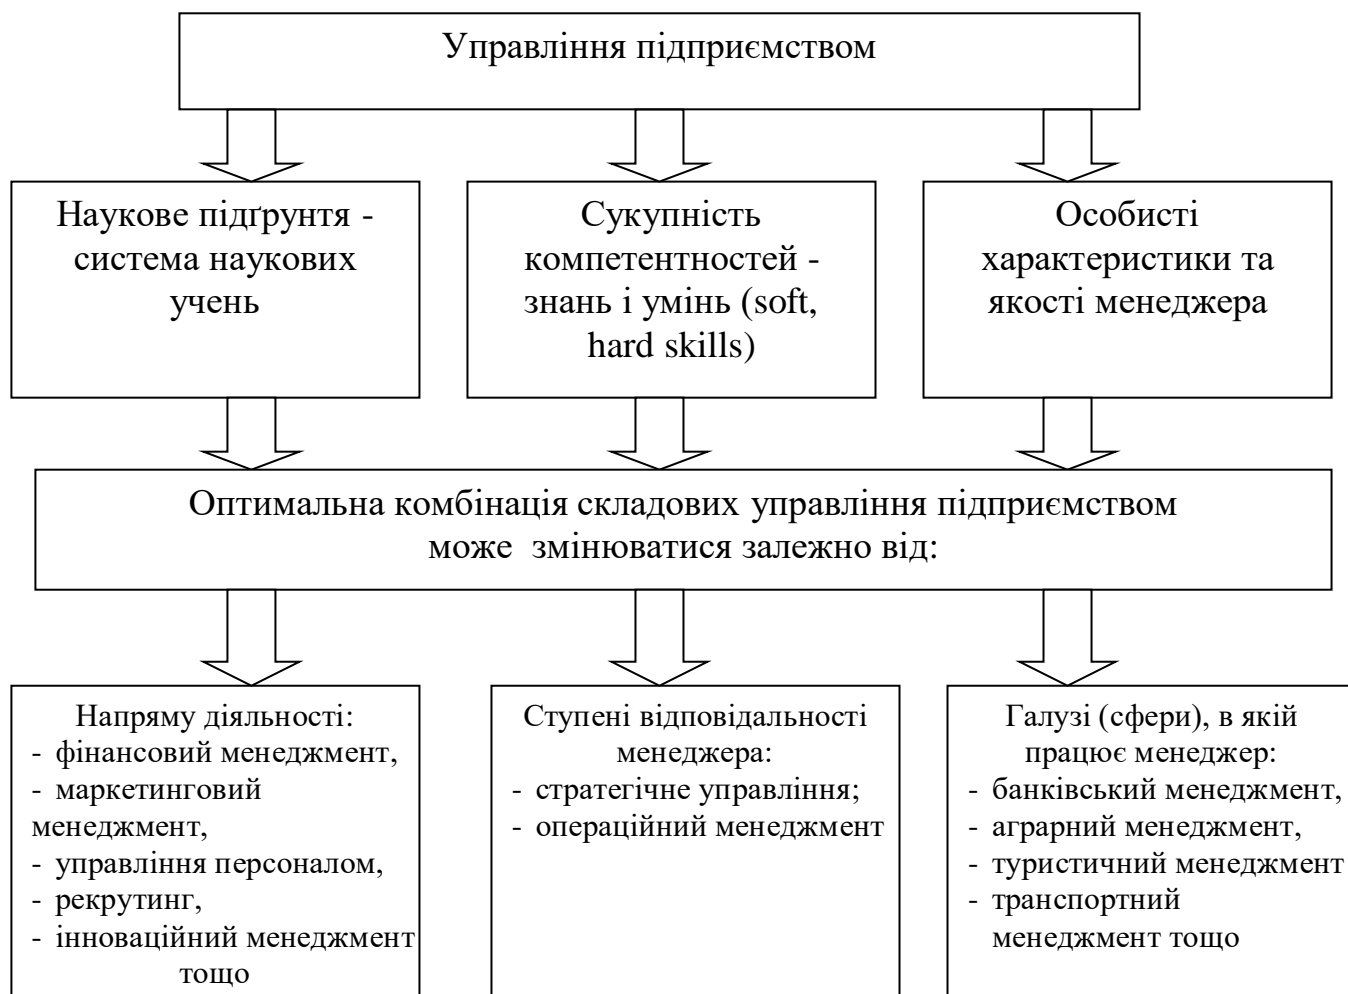 Управління підприємством
Наукове підґрунтя -
система наукових
учень
Сукупність
компетентностей -
знань і умінь (soft,
hard skills)
Особисті
характеристики та
якості менеджера
Оптимальна комбінація складових управління підприємством
може змінюватися залежно від:
Напряму діяльності:
- фінансовий менеджмент,
- маркетинговий
менеджмент,
- управління персоналом,
- рекрутинг,
- інноваційний менеджмент
тощо
Ступені відповідальності
менеджера:
- стратегічне управління;
- операційний менеджмент
Галузі (сфери), в якій
працює менеджер:
- банківський менеджмент,
- аграрний менеджмент,
- туристичний менеджмент
- транспортний
менеджмент тощо